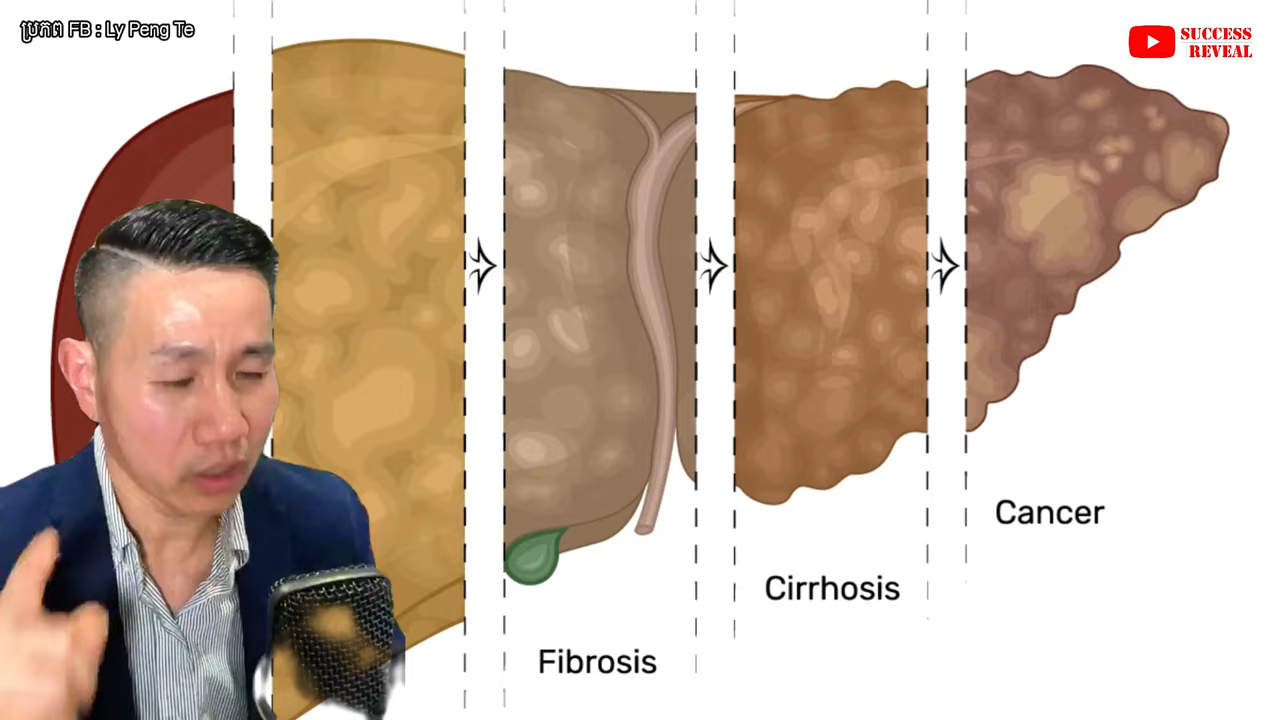 ប្រភព FB : Ly Peng Te
SUCCESS
REVEAL
Cancer
Cirrhosis
Fibrosis